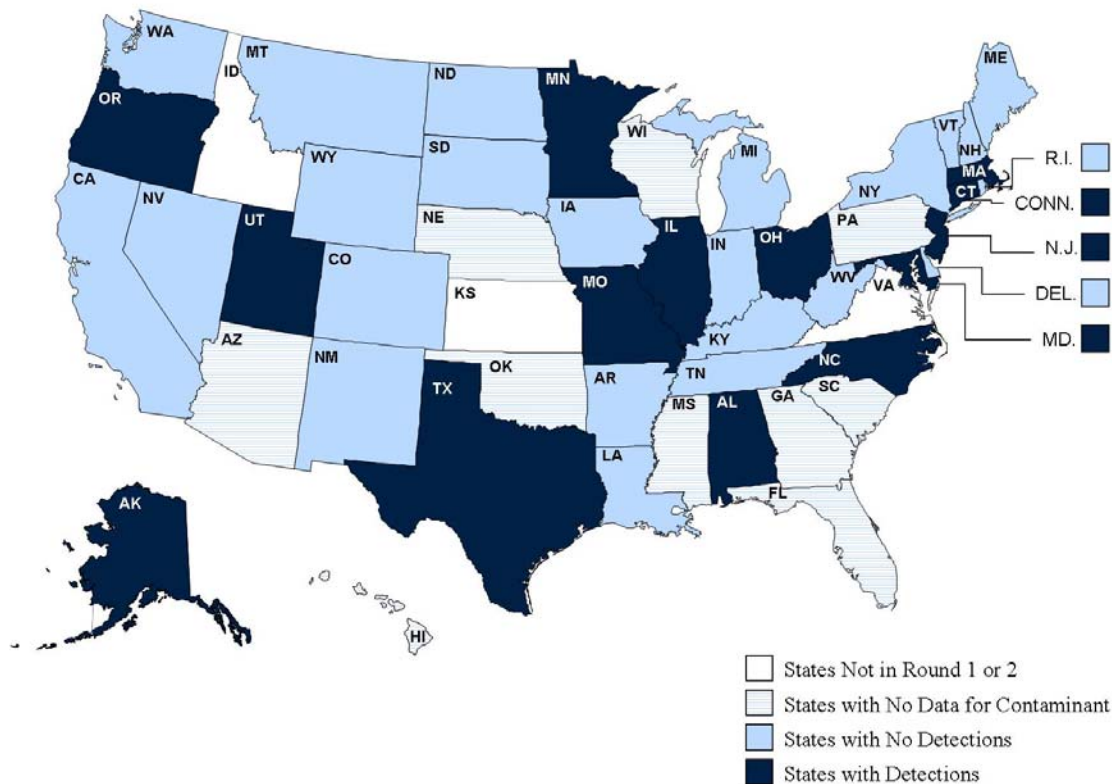 WA
MT
ND
MN
ME
ID
OR
VT
WI
SD
MI
NH
R.I.
WY
MA
CA
NY
CT
CONN.
NV
IA
UT
NE
PA
IL
IN
OH
N.J.
CO
MO
WV
VA
DEL.
KS
KY
MD.
AZ
NM
OK
AR
TN
NC
TX
MS
AL
GA
SC
LA
FL
AK
HI
States Not in Round 1 or 2
States with No Data for Contaminant
States with No Detections
States with Detections